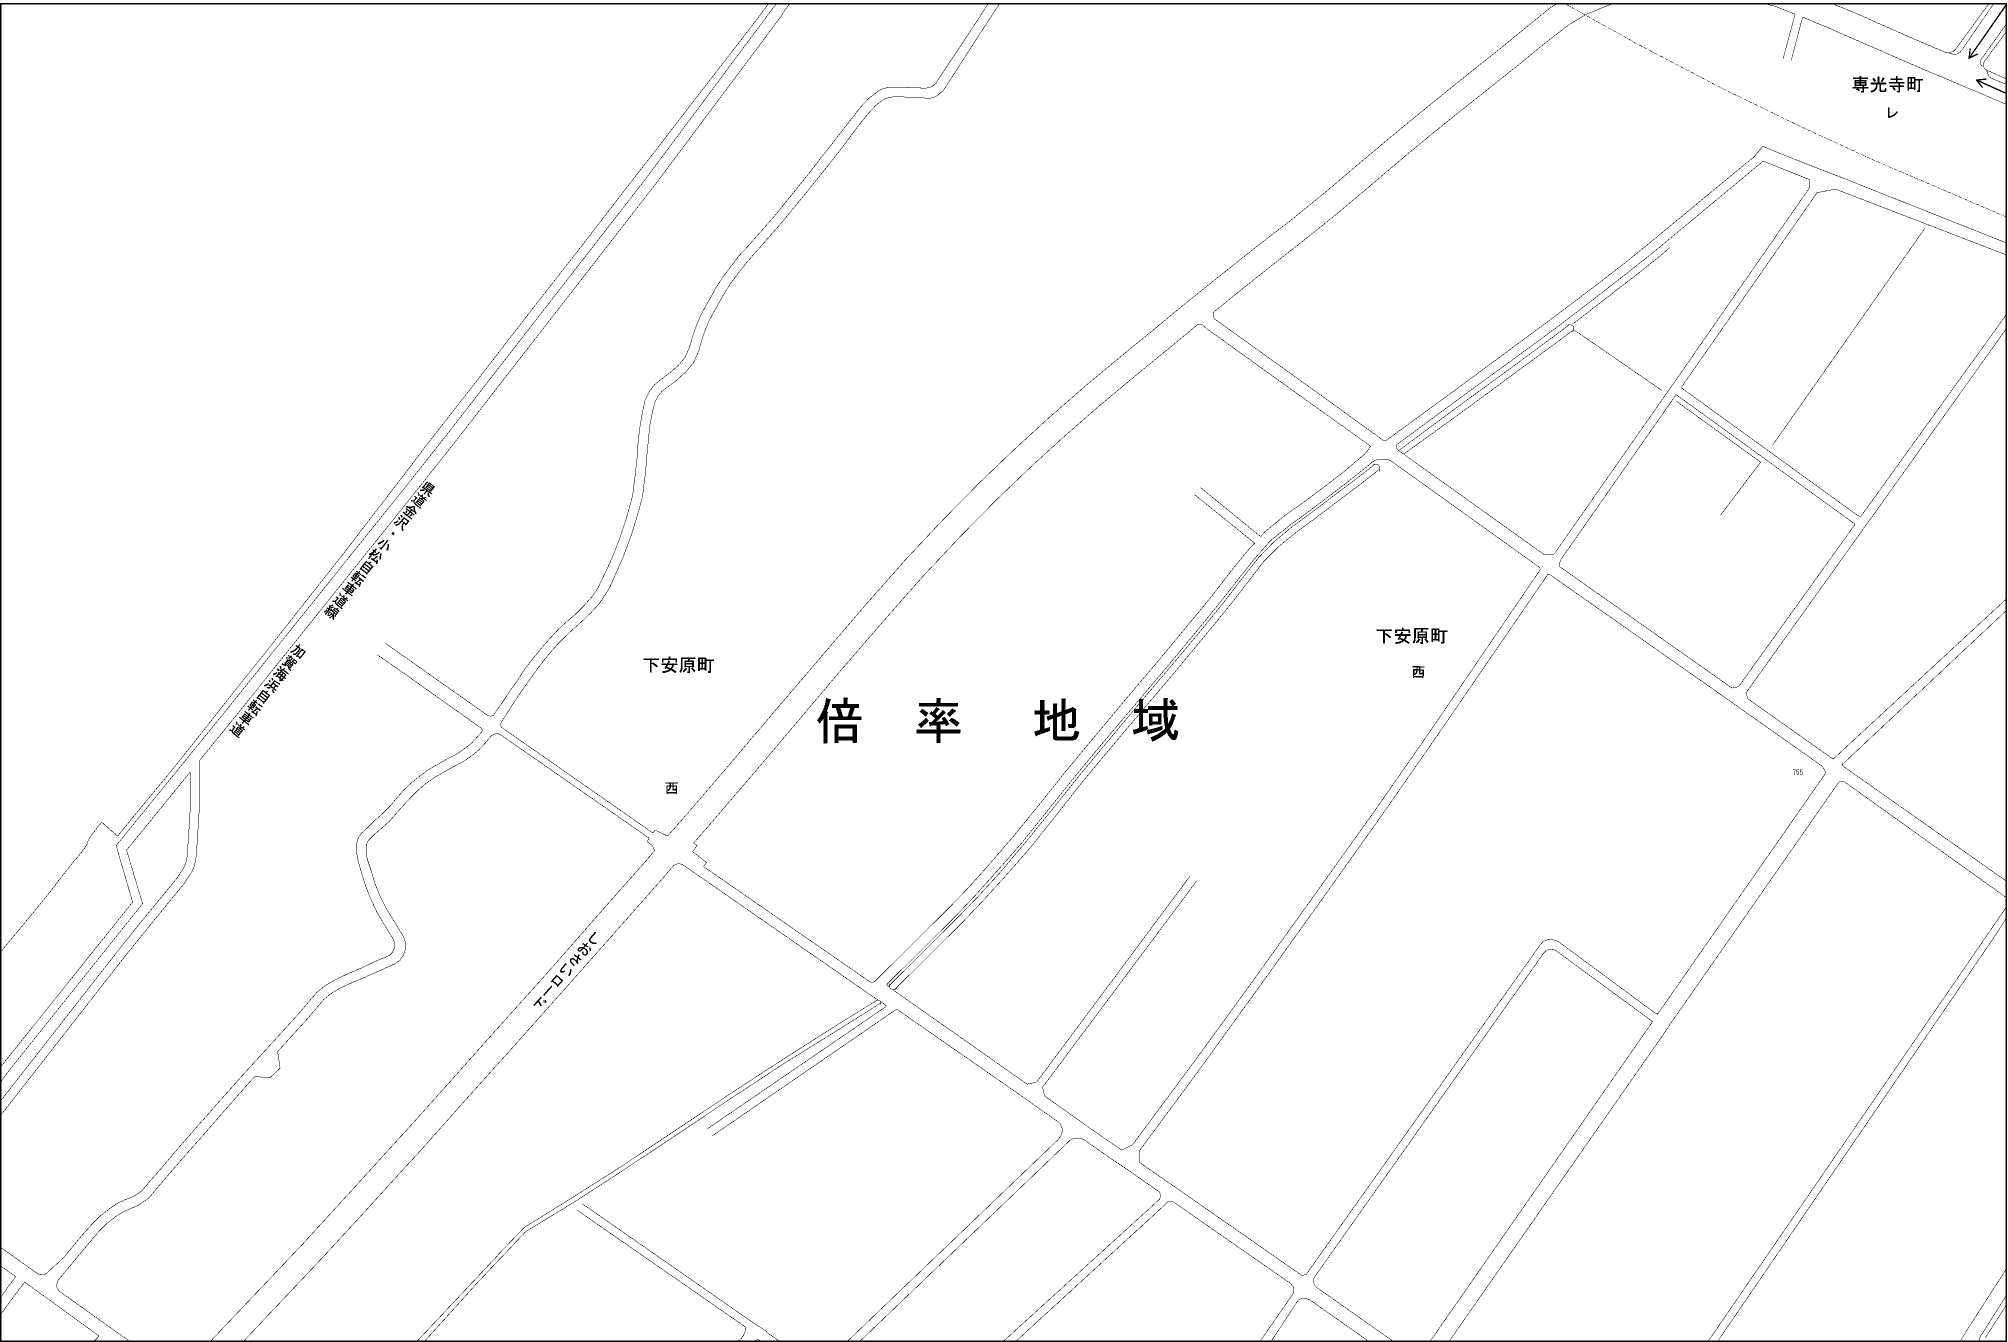 専光寺町
レ
県道金沢・小松自転車道線
加賀海浜自転車道
下安原町
西
下安原町
西
倍率地域
755
しおさいロード